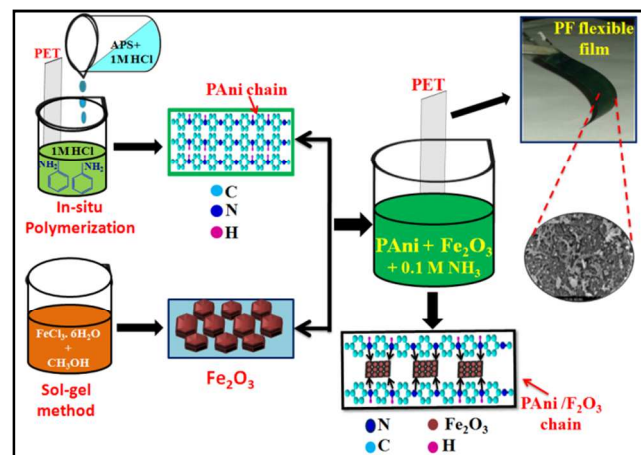 APS+
1M HCl
PET
1M HCl
NH₂
NH₂
In-situ
Polymerization
PAni chain
C
N
H
FeCl₃. 6H₂O
+
CH₃OH
Sol-gel
method
Fe₂O₃
PET
PAni + Fe₂O₃
+ 0.1 M NH₃
PF flexible
film
PAni /F₂O₃
chain
N
Fe₂O₃
C
H